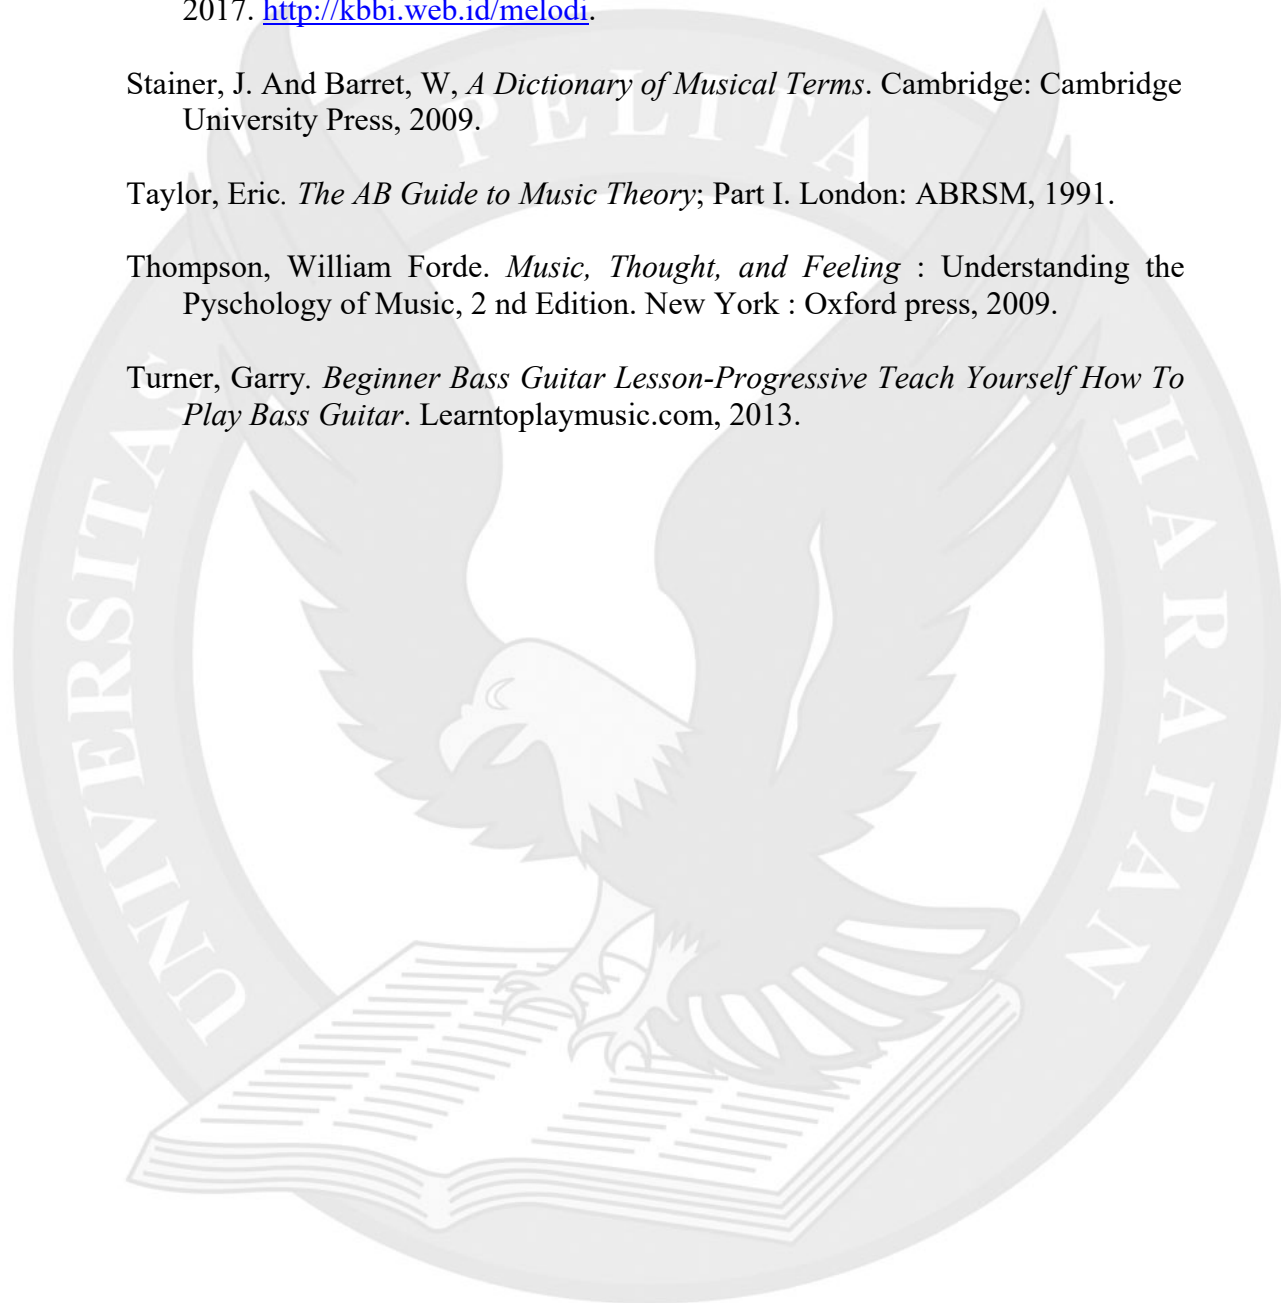 2017. http://kbbi.web.id/melodi.
Stainer, J. And Barret, W, A Dictionary of Musical Terms. Cambridge: Cambridge
University Press, 2009.
Taylor, Eric. The AB Guide to Music Theory; Part I. London: ABRSM, 1991.
Thompson, William Forde. Music, Thought, and Feeling : Understanding the
Pyschology of Music, 2 nd Edition. New York : Oxford press, 2009.
Turner, Garry. Beginner Bass Guitar Lesson-Progressive Teach Yourself How To
Play Bass Guitar. Learntoplaymusic.com, 2013.
UNIVERSITAS PELITA HARAPAN